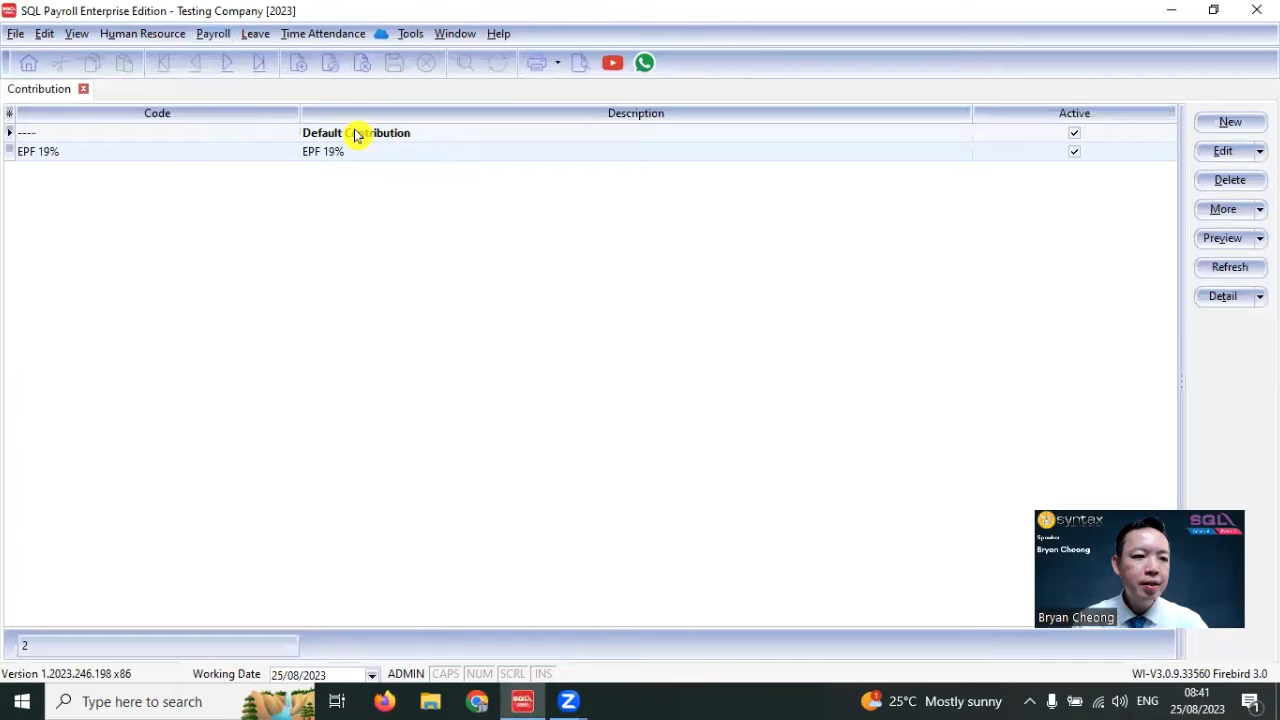 SQL Payroll Enterprise Edition - Testing Company [2023]
File Edit View Human Resource Payroll Leave Time Attendance Tools Window Help
Contribution
Code Description Active
---- Default Contribution
EPF 19% EPF 19%
New
Edit
Delete
More
Preview
Refresh
Detail
syntax SQL
Speaker
Bryan Cheong
Bryan Cheong
2
Version 1.2023.246.198 x86 Working Date 25/08/2023 ADMIN CAPS NUM SCRL INS WI-V3.0.9.33560 Firebird 3.0
Type here to search 25°C Mostly sunny ENG 08:41
25/08/2023 1